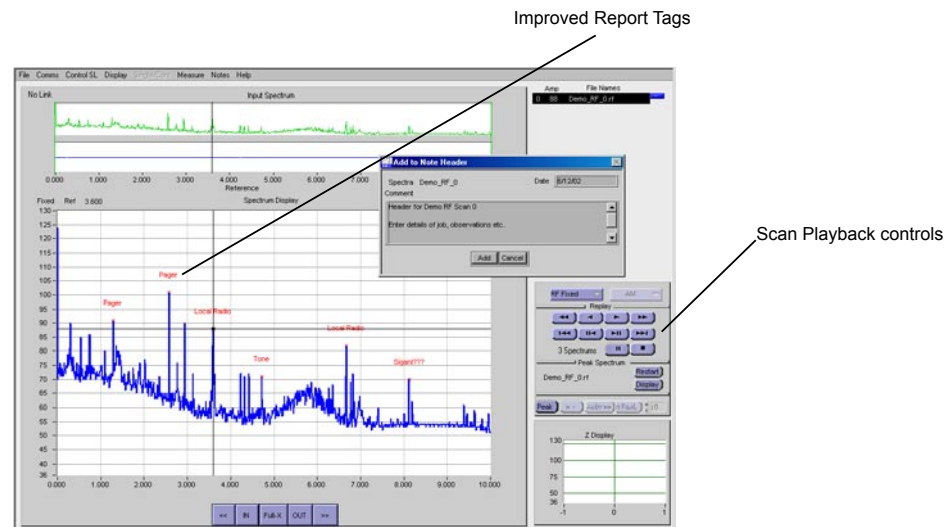 Improved Report Tags
File Comms Control SL Display Single/Cont Measure Notes Help
No Link Input Spectrum
Amp File Names
0 88 Demo_RF_0.rf
0.000 1.000 2.000 3.000 4.000 5.000 6.000 7.000
Reference
Add to Note Header
Spectra Demo_RF_0 Date 6/12/02
Comment
Header for Demo RF Scan 0
Enter details of job, observations etc.
Add Cancel
Fixed Ref 3.600 Spectrum Display
130
125
120
115
110
105
100
95
90
85
80
75
70
65
60
55
50
45
40
36
Pager
Pager
Local Radio
Local Radio
Tone
Siganl???
0.000 1.000 2.000 3.000 4.000 5.000 6.000 7.000 8.000 9.000 10.000
<< IN Full-X OUT >>
Scan Playback controls
RF Fixed AM
Replay
3 Spectrums
Peak Spectrum
Demo_RF_0.rf
Restart
Display
Peak
Z Display
130
100
75
50
36
-1 0 1